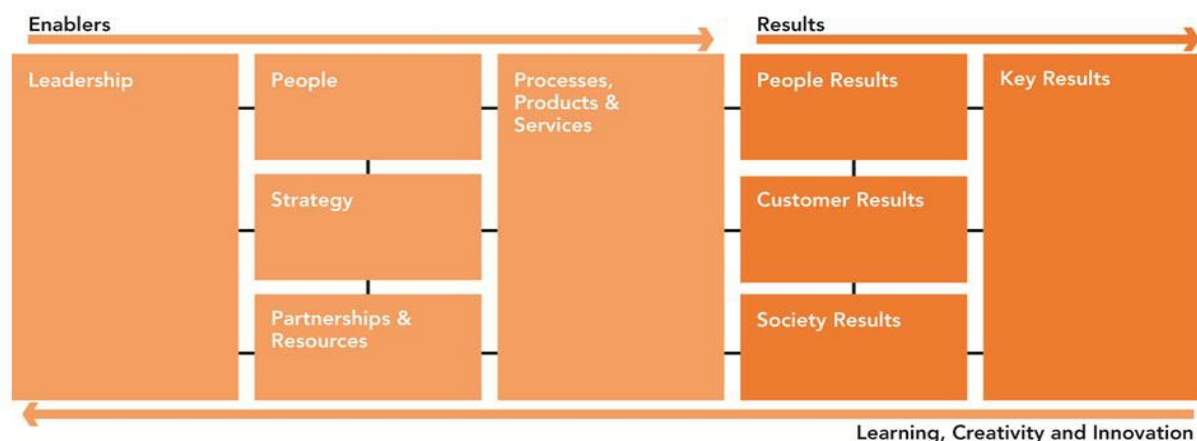 Enablers
Results
Leadership
People
Processes,
Products &
Services
People Results
Key Results
Strategy
Customer Results
Partnerships &
Resources
Society Results
Learning, Creativity and Innovation